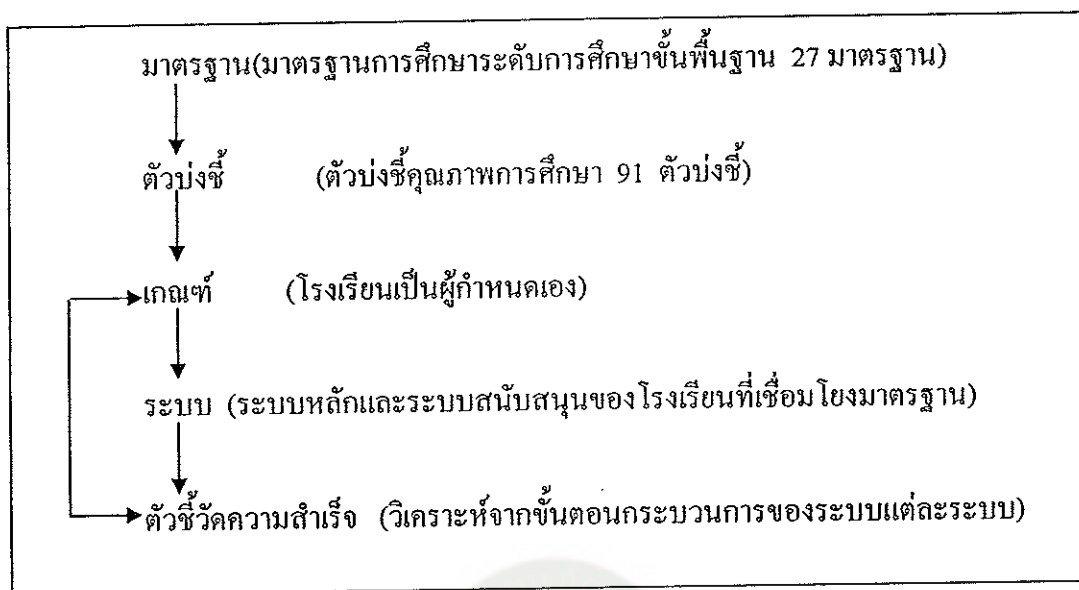 มาตรฐาน(มาตรฐานการศึกษาระดับการศึกษาขั้นพื้นฐาน 27 มาตรฐาน)
ตัวบ่งชี้ (ตัวบ่งชี้คุณภาพการศึกษา 91 ตัวบ่งชี้)
เกณฑ์ (โรงเรียนเป็นผู้กำหนดเอง)
ระบบ (ระบบหลักและระบบสนับสนุนของโรงเรียนที่เชื่อมโยงมาตรฐาน)
ตัวชี้วัดความสำเร็จ (วิเคราะห์จากขั้นตอนกระบวนการของระบบแต่ละระบบ)